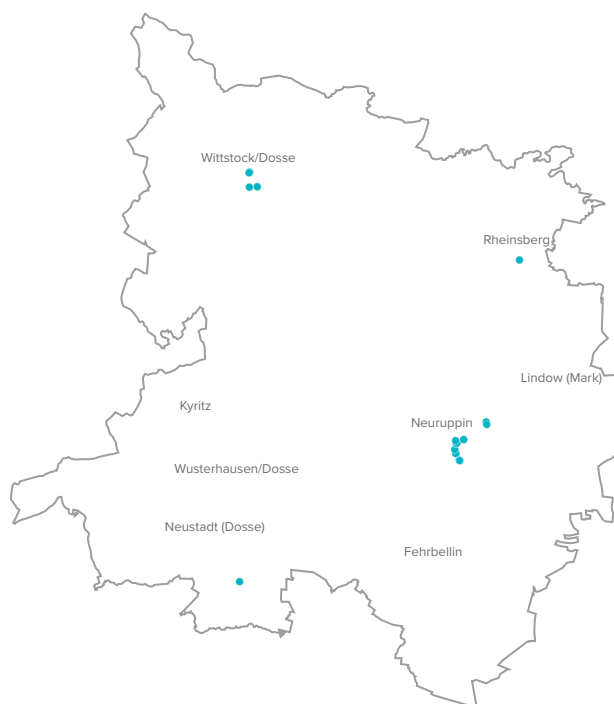 Wittstock/Dosse
Rheinsberg
Lindow (Mark)
Kyritz
Neuruppin
Wusterhausen/Dosse
Neustadt (Dosse)
Fehrbellin